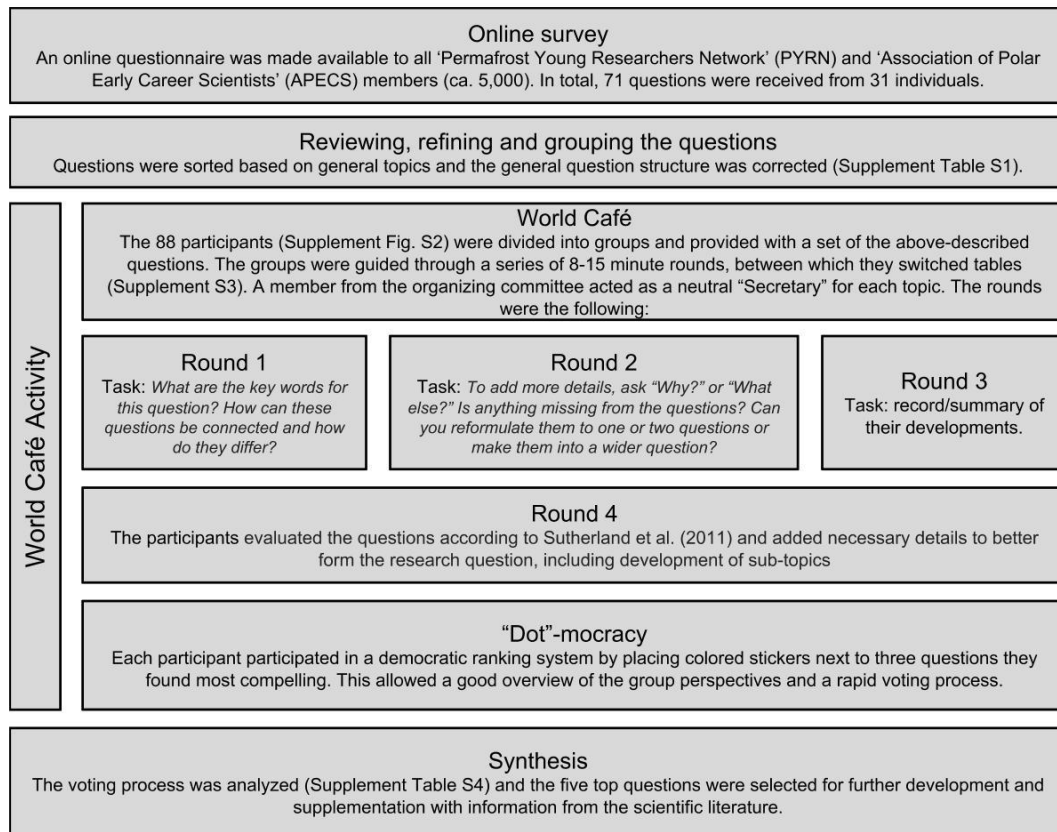 Online survey
An online questionnaire was made available to all ‘Permafrost Young Researchers Network’ (PYRN) and ‘Association of Polar
Early Career Scientists’ (APECS) members (ca. 5,000). In total, 71 questions were received from 31 individuals.
Reviewing, refining and grouping the questions
Questions were sorted based on general topics and the general question structure was corrected (Supplement Table S1).
World Café Activity
World Café
The 88 participants (Supplement Fig. S2) were divided into groups and provided with a set of the above-described
questions. The groups were guided through a series of 8-15 minute rounds, between which they switched tables
(Supplement S3). A member from the organizing committee acted as a neutral “Secretary” for each topic. The rounds
were the following:
Round 1
Task: What are the key words for
this question? How can these
questions be connected and how
do they differ?
Round 2
Task: To add more details, ask “Why?” or “What
else?” Is anything missing from the questions? Can
you reformulate them to one or two questions or
make them into a wider question?
Round 3
Task: record/summary of
their developments.
Round 4
The participants evaluated the questions according to Sutherland et al. (2011) and added necessary details to better
form the research question, including development of sub-topics
“Dot”-mocracy
Each participant participated in a democratic ranking system by placing colored stickers next to three questions they
found most compelling. This allowed a good overview of the group perspectives and a rapid voting process.
Synthesis
The voting process was analyzed (Supplement Table S4) and the five top questions were selected for further development and
supplementation with information from the scientific literature.